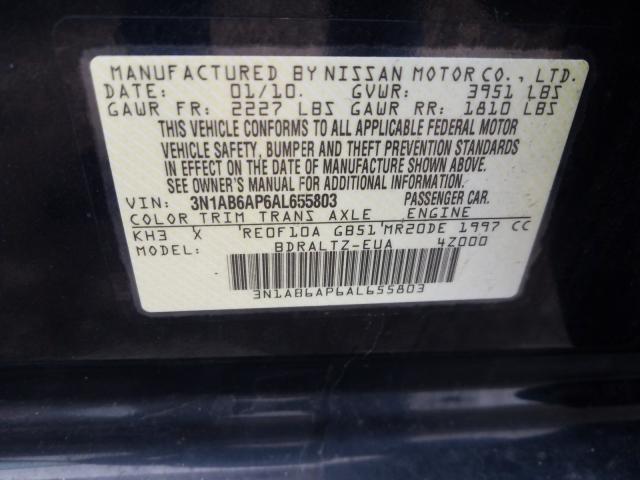 MANUFACTURED BY NISSAN MOTOR CO., LTD.
DATE: 01/10. GVWR: 3951 LBS
GAWR FR: 2227 LBS GAWR RR: 1810 LBS
THIS VEHICLE CONFORMS TO ALL APPLICABLE FEDERAL MOTOR
VEHICLE SAFETY, BUMPER AND THEFT PREVENTION STANDARDS
IN EFFECT ON THE DATE OF MANUFACTURE SHOWN ABOVE.
SEE OWNER'S MANUAL FOR ADDITIONAL INFORMATION.
VIN: 3N1AB6AP6AL655803 PASSENGER CAR.
COLOR TRIM TRANS AXLE ENGINE
KH3 X 'RE0F10A GB51'MR20DE 1997 CC
MODEL: BDRALTZ-EUA 4Z000
3N1AB6AP6AL655803